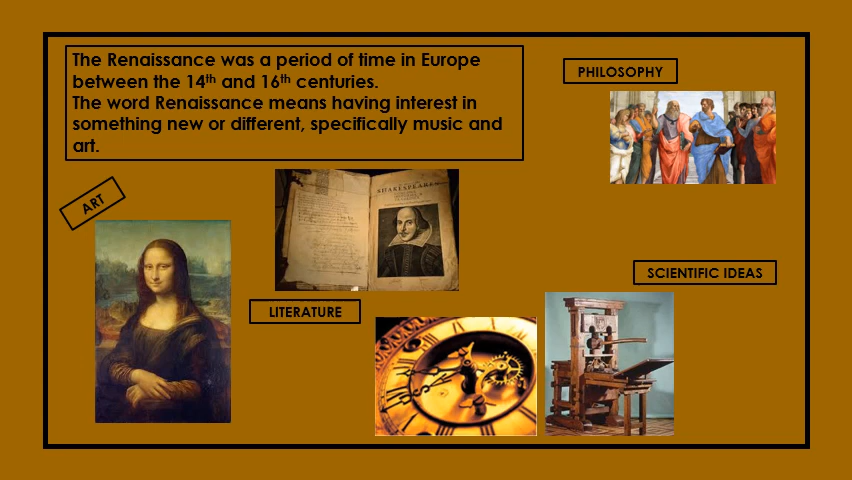 The Renaissance was a period of time in Europe
between the 14th and 16th centuries.
The word Renaissance means having interest in
something new or different, specifically music and
art.
PHILOSOPHY
ART
SHAKESPEARES
SCIENTIFIC IDEAS
LITERATURE